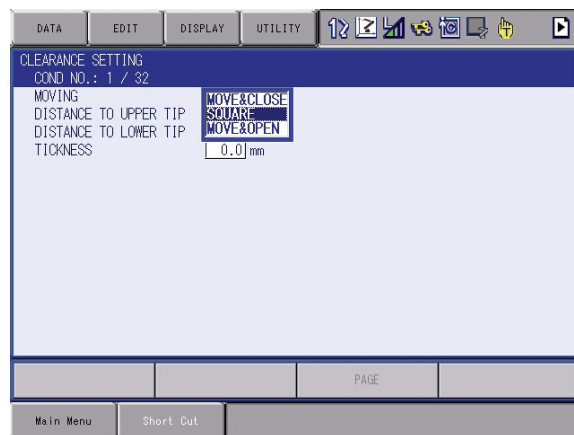 DATA EDIT DISPLAY UTILITY
CLEARANCE SETTING
COND NO.: 1 / 32
MOVING
MOVE&CLOSE
DISTANCE TO UPPER TIP
SQUARE
DISTANCE TO LOWER TIP
MOVE&OPEN
TICKNESS 0.0 mm
PAGE
Main Menu Short Cut